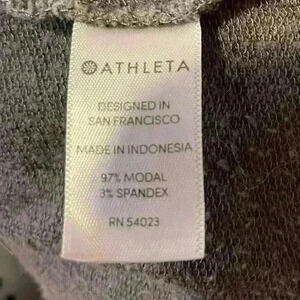 ATHLETA
DESIGNED IN
SAN FRANCISCO
MADE IN INDONESIA
97% MODAL
3% SPANDEX
RN 54023